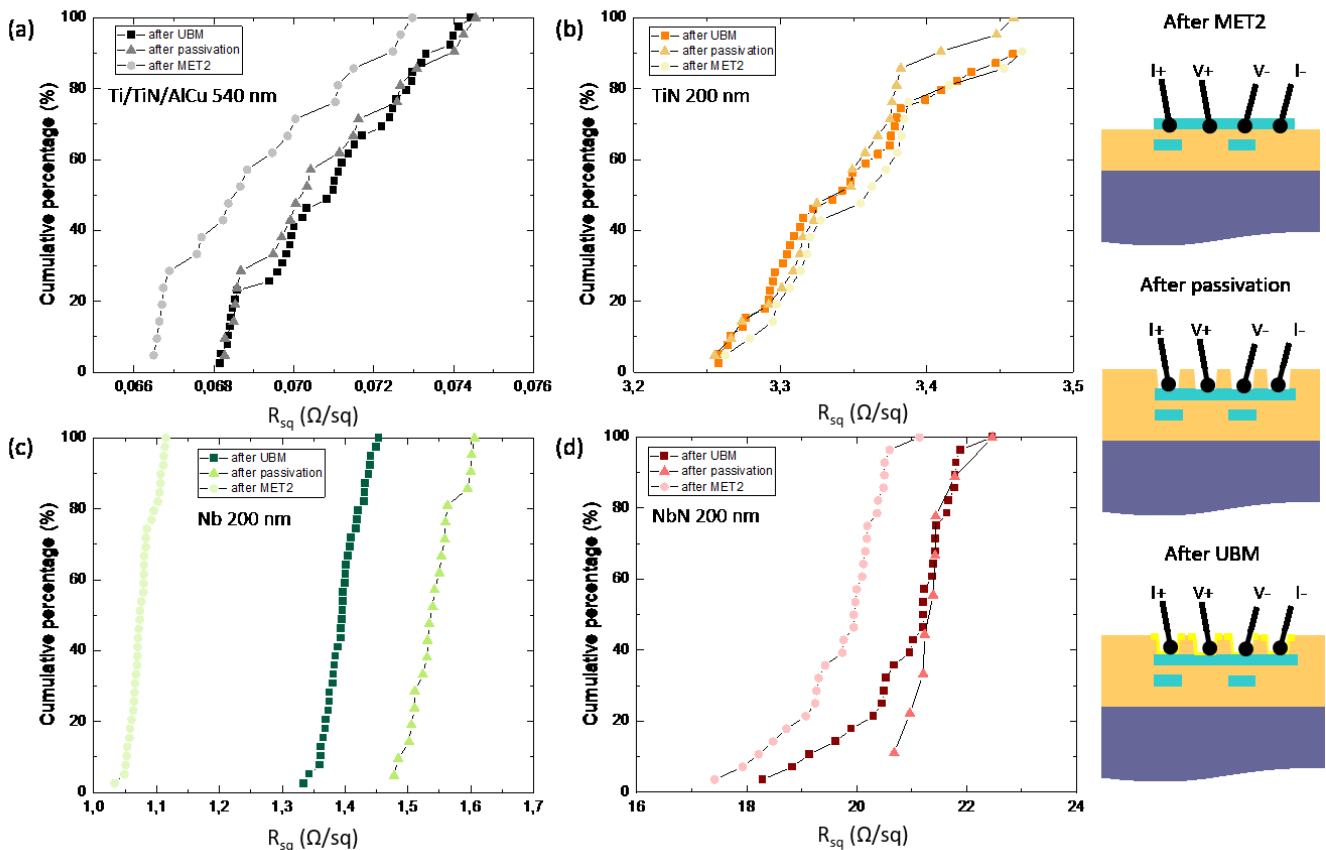 (a)
after UBM
after passivation
after MET2
Ti/TiN/AlCu 540 nm
Cumulative percentage (%)
100
80
60
40
20
0
0,066 0,068 0,070 0,072 0,074 0,076
Rsq (Ω/sq)
(b)
after UBM
after passivation
after MET2
TiN 200 nm
Cumulative percentage (%)
100
80
60
40
20
0
3,2 3,3 3,4 3,5
Rsq (Ω/sq)
(c)
after UBM
after passivation
after MET2
Nb 200 nm
Cumulative percentage (%)
100
80
60
40
20
0
1,0 1,1 1,2 1,3 1,4 1,5 1,6 1,7
Rsq (Ω/sq)
(d)
after UBM
after passivation
after MET2
NbN 200 nm
Cumulative percentage (%)
100
80
60
40
20
0
16 18 20 22 24
Rsq (Ω/sq)
After MET2
I+ V+ V- I-
After passivation
I+ V+ V- I-
After UBM
I+ V+ V- I-